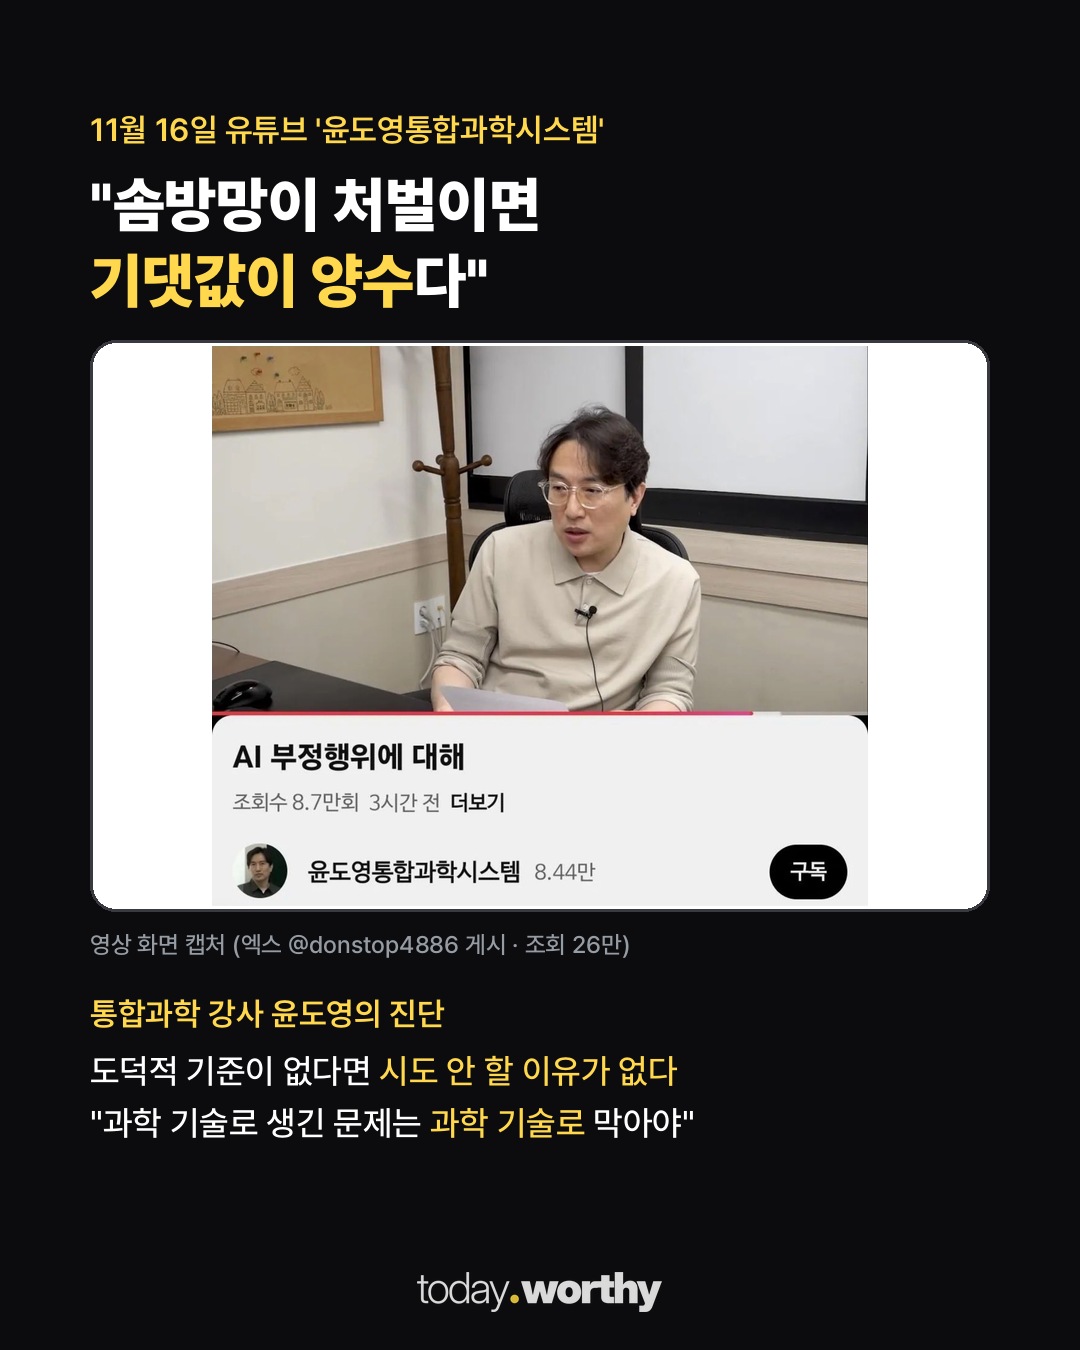 11월 16일 유튜브 '윤도영통합과학시스템'
"솜방망이 처벌이면
기댓값이 양수다"
AI 부정행위에 대해
조회수 8.7만회 3시간 전 더보기
윤도영통합과학시스템 8.44만 구독
영상 화면 캡처 (엑스 @donstop4886 게시 · 조회 26만)
통합과학 강사 윤도영의 진단
도덕적 기준이 없다면 시도 안 할 이유가 없다
"과학 기술로 생긴 문제는 과학 기술로 막아야"
today.worthy